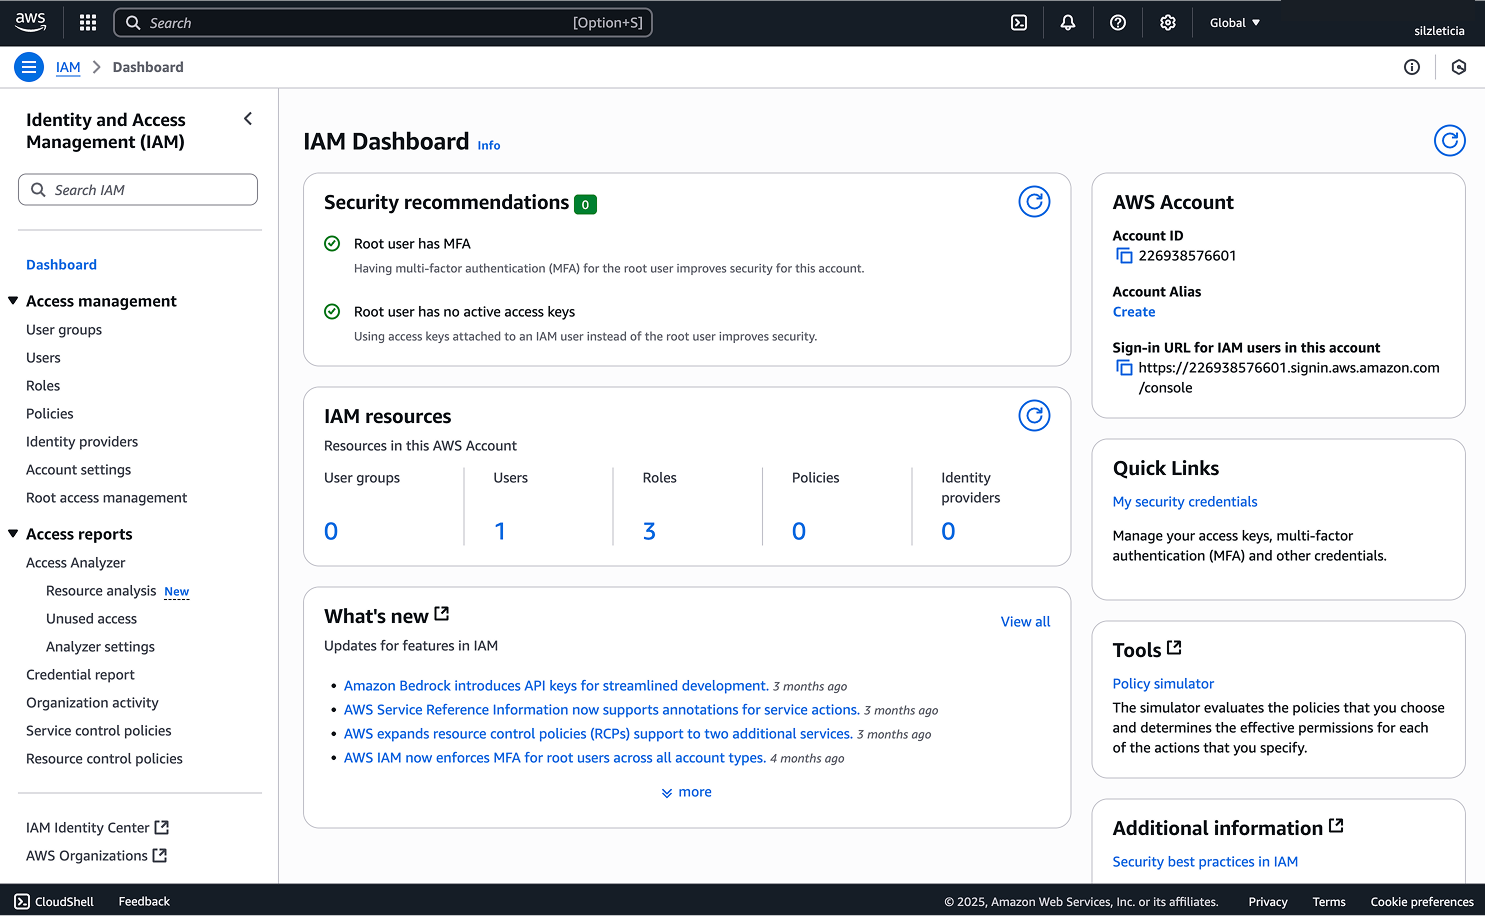 aws
Search
[Option+S]
Global
silzleticia
IAM
Dashboard
Identity and Access
Management (IAM)
Search IAM
Dashboard
Access management
User groups
Users
Roles
Policies
Identity providers
Account settings
Root access management
Access reports
Access Analyzer
Resource analysis New
Unused access
Analyzer settings
Credential report
Organization activity
Service control policies
Resource control policies
IAM Identity Center
AWS Organizations
IAM Dashboard Info
Security recommendations 0
Root user has MFA
Having multi-factor authentication (MFA) for the root user improves security for this account.
Root user has no active access keys
Using access keys attached to an IAM user instead of the root user improves security.
IAM resources
Resources in this AWS Account
User groups
0
Users
1
Roles
3
Policies
0
Identity
providers
0
What's new
View all
Updates for features in IAM
• Amazon Bedrock introduces API keys for streamlined development. 3 months ago
• AWS Service Reference Information now supports annotations for service actions. 3 months ago
• AWS expands resource control policies (RCPs) support to two additional services. 3 months ago
• AWS IAM now enforces MFA for root users across all account types. 4 months ago
more
AWS Account
Account ID
226938576601
Account Alias
Create
Sign-in URL for IAM users in this account
https://226938576601.signin.aws.amazon.com
/console
Quick Links
My security credentials
Manage your access keys, multi-factor
authentication (MFA) and other credentials.
Tools
Policy simulator
The simulator evaluates the policies that you choose
and determines the effective permissions for each
of the actions that you specify.
Additional information
Security best practices in IAM
CloudShell
Feedback
© 2025, Amazon Web Services, Inc. or its affiliates.
Privacy
Terms
Cookie preferences